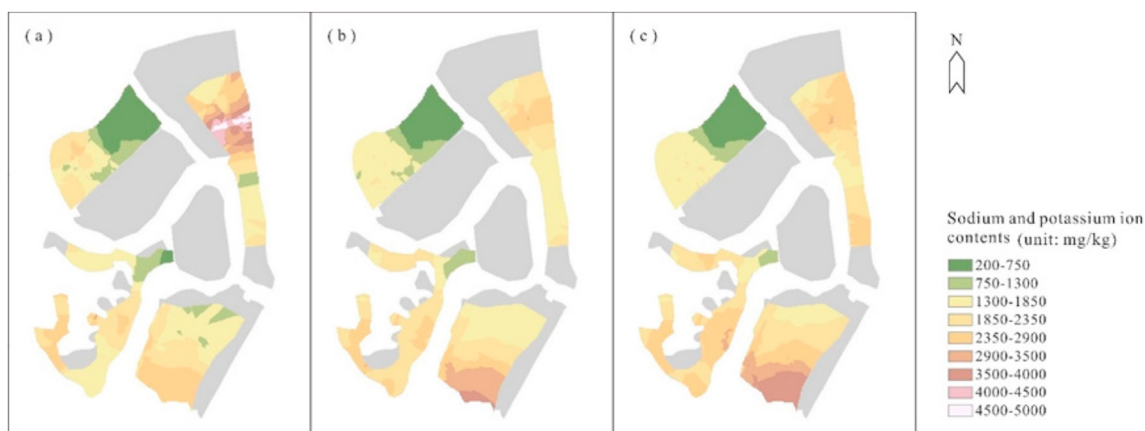 ( a )
( b )
( c )
N
Sodium and potassium ion
contents (unit: mg/kg)
200-750
750-1300
1300-1850
1850-2350
2350-2900
2900-3500
3500-4000
4000-4500
4500-5000